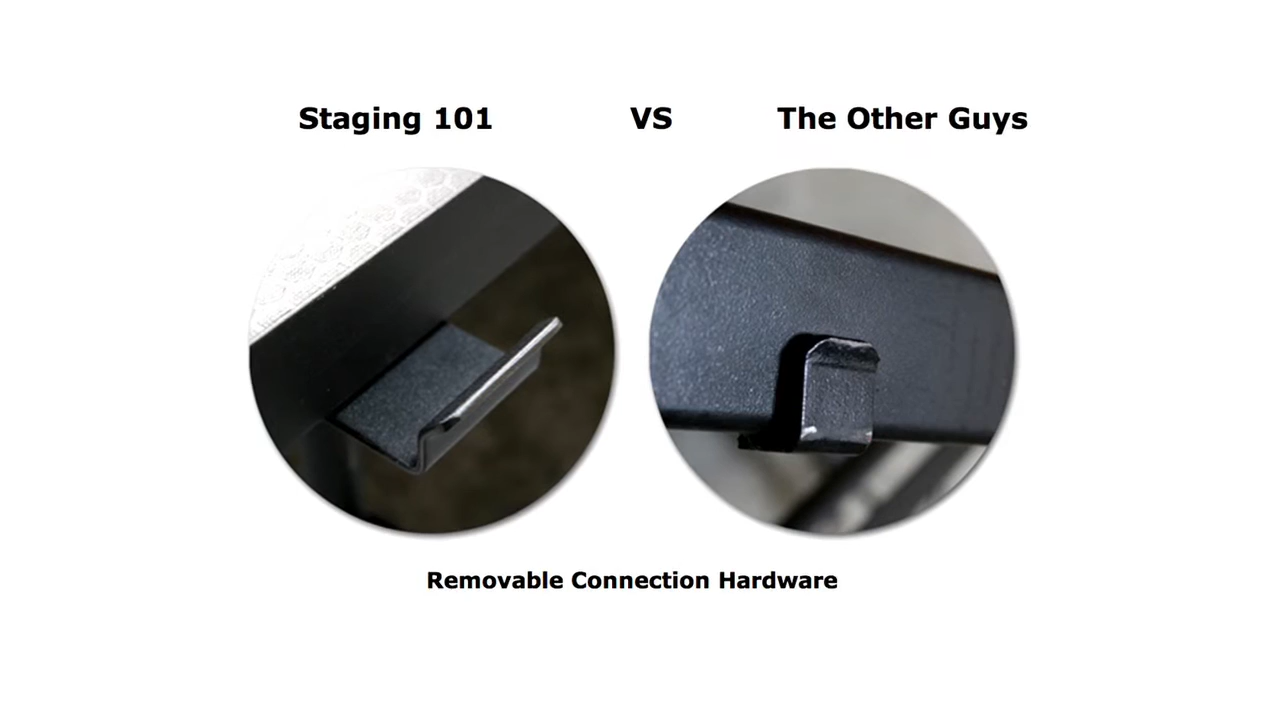 Staging 101 VS The Other Guys
Removable Connection Hardware